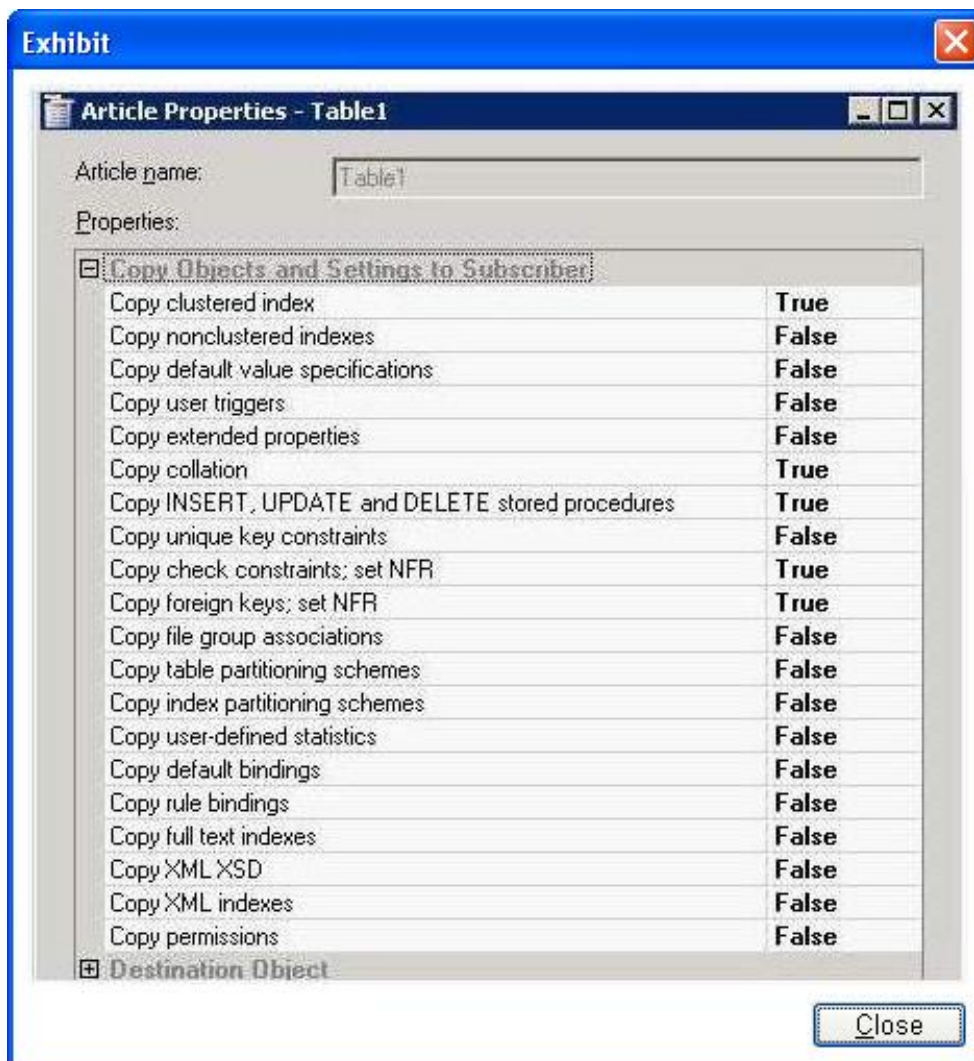 Exhibit
Article Properties - Table1
Article name: Table1
Properties:
Copy Objects and Settings to Subscriber
Copy clustered index True
Copy nonclustered indexes False
Copy default value specifications False
Copy user triggers False
Copy extended properties False
Copy collation True
Copy INSERT, UPDATE and DELETE stored procedures True
Copy unique key constraints False
Copy check constraints; set NFR True
Copy foreign keys; set NFR True
Copy file group associations False
Copy table partitioning schemes False
Copy index partitioning schemes False
Copy user-defined statistics False
Copy default bindings False
Copy rule bindings False
Copy full text indexes False
Copy XML XSD False
Copy XML indexes False
Copy permissions False
Destination Object
Close